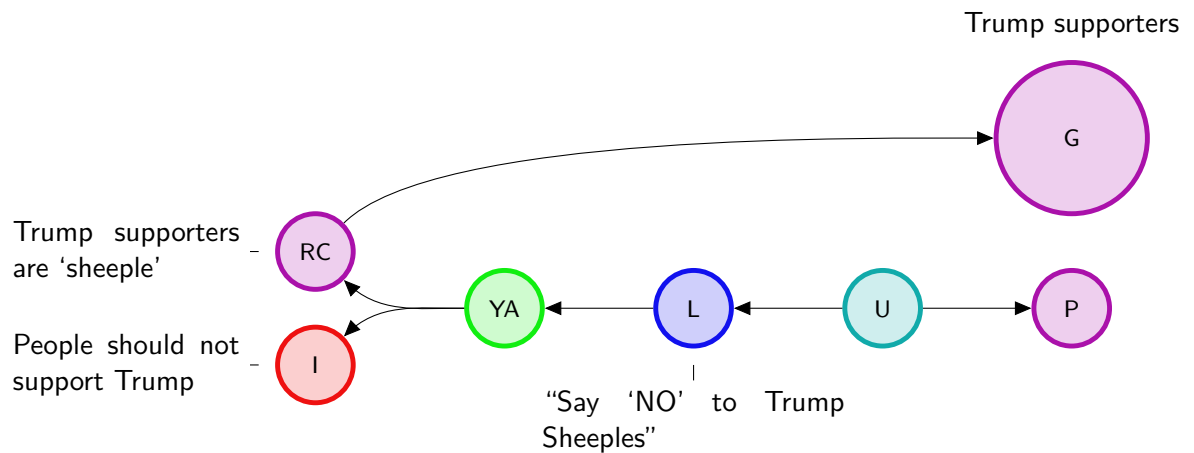 Trump supporters
G
Trump supporters
are ‘sheeple’
RC
YA
L
U
P
People should not
support Trump
I
“Say ‘NO’ to Trump
Sheeples”